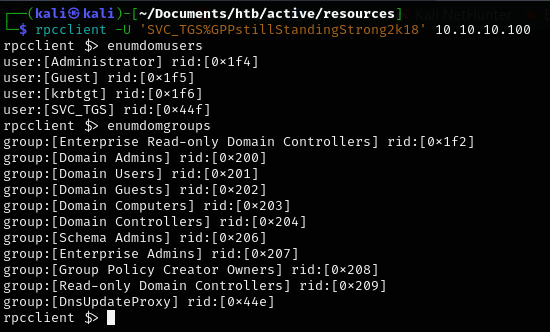 ┌──(kali㉿kali)-[~/Documents/htb/active/resources]
└─$ rpcclient -U 'SVC_TGS%GPPstillStandingStrong2k18' 10.10.10.100
rpcclient $> enumdomusers
user:[Administrator] rid:[0×1f4]
user:[Guest] rid:[0×1f5]
user:[krbtgt] rid:[0×1f6]
user:[SVC_TGS] rid:[0×44f]
rpcclient $> enumdomgroups
group:[Enterprise Read-only Domain Controllers] rid:[0×1f2]
group:[Domain Admins] rid:[0×200]
group:[Domain Users] rid:[0×201]
group:[Domain Guests] rid:[0×202]
group:[Domain Computers] rid:[0×203]
group:[Domain Controllers] rid:[0×204]
group:[Schema Admins] rid:[0×206]
group:[Enterprise Admins] rid:[0×207]
group:[Group Policy Creator Owners] rid:[0×208]
group:[Read-only Domain Controllers] rid:[0×209]
group:[DnsUpdateProxy] rid:[0×44e]
rpcclient $>